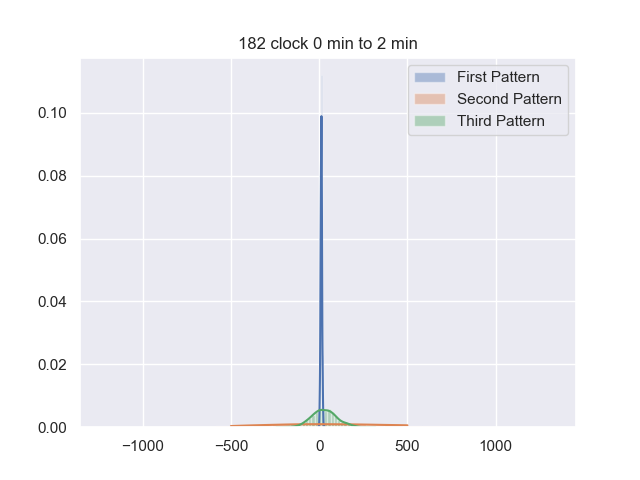 182 clock 0 min to 2 min
First Pattern
Second Pattern
Third Pattern
0.10
0.08
0.06
0.04
0.02
0.00
−1000 −500 0 500 1000